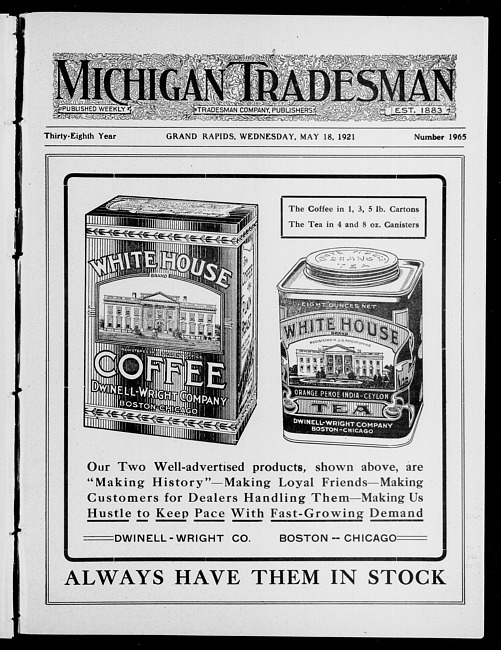 MICHIGAN TRADESMAN
PUBLISHED WEEKLY
TRADESMAN COMPANY, PUBLISHERS
EST. 1883
Thirty-Eighth Year
GRAND RAPIDS, WEDNESDAY, MAY 18, 1921
Number 1965
The Coffee in 1, 3, 5 lb. Cartons
The Tea in 4 and 8 oz. Canisters
WHITE HOUSE
BRAND
COFFEE
DWINELL-WRIGHT COMPANY
BOSTON-CHICAGO
TEA
EIGHT OUNCES NET
WHITE HOUSE
BRAND
ORANGE PEKOE INDIA-CEYLON
TEA
DWINELL-WRIGHT COMPANY
BOSTON-CHICAGO
Our Two Well-advertised products, shown above, are
"Making History"—Making Loyal Friends—Making
Customers for Dealers Handling Them—Making Us
Hustle to Keep Pace With Fast-Growing Demand
DWINELL-WRIGHT CO.
BOSTON -- CHICAGO
ALWAYS HAVE THEM IN STOCK